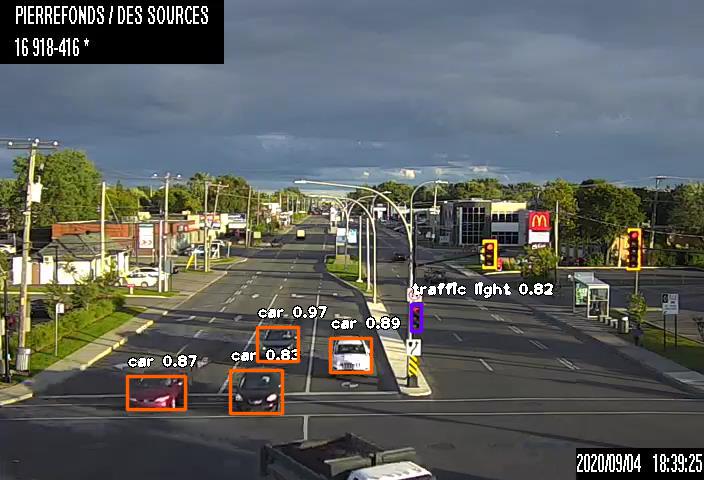 PIERREFONDS / DES SOURCES
16 918-416 *
traffic light 0.82
car 0.97
car 0.89
car 0.87
car 0.83
2020/09/04 18:39:25